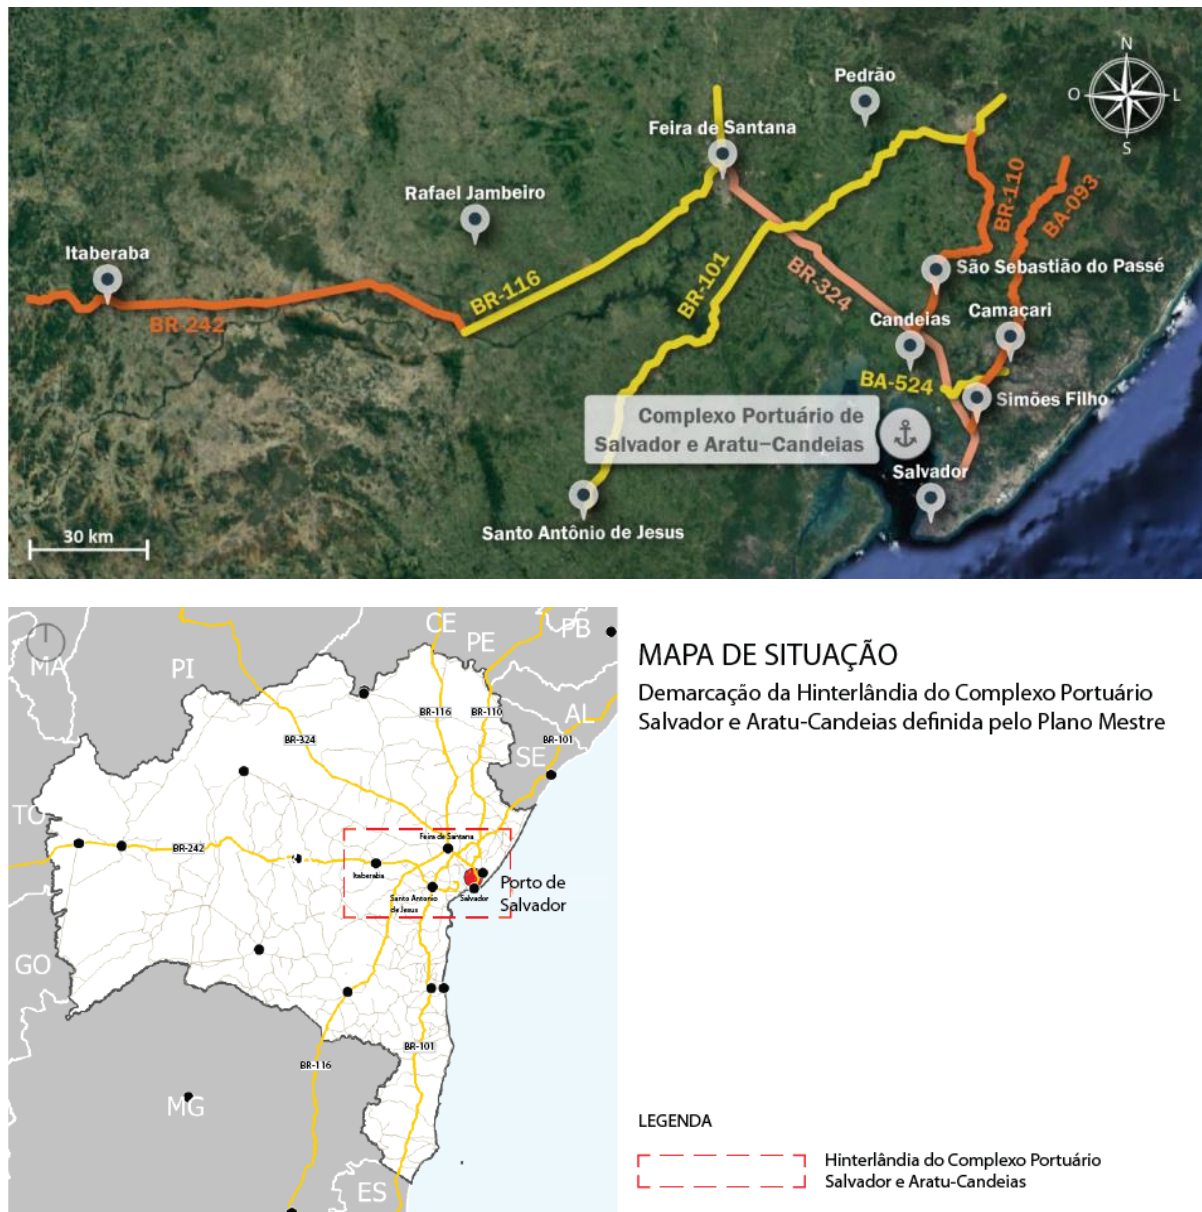 N
O
L
S
Pedrão
Feira de Santana
Rafael Jambeiro
Itaberaba
BR-242
BR-116
BR-101
BR-324
BR-110
BA-093
São Sebastião do Passé
Camaçari
Candeias
BA-524
Simões Filho
Complexo Portuário de
Salvador e Aratu–Candeias
Salvador
Santo Antônio de Jesus
30 km
MA
PI
CE
PE
PB
AL
SE
TO
GO
MG
ES
BR-116
BR-110
BR-324
BR-101
BR-242
Feira de Santana
Itaberaba
Santo Antonio
de Jesus
Salvador
Porto de
Salvador
BR-101
BR-116
MAPA DE SITUAÇÃO
Demarcação da Hinterlândia do Complexo Portuário
Salvador e Aratu-Candeias definida pelo Plano Mestre
LEGENDA
Hinterlândia do Complexo Portuário
Salvador e Aratu-Candeias